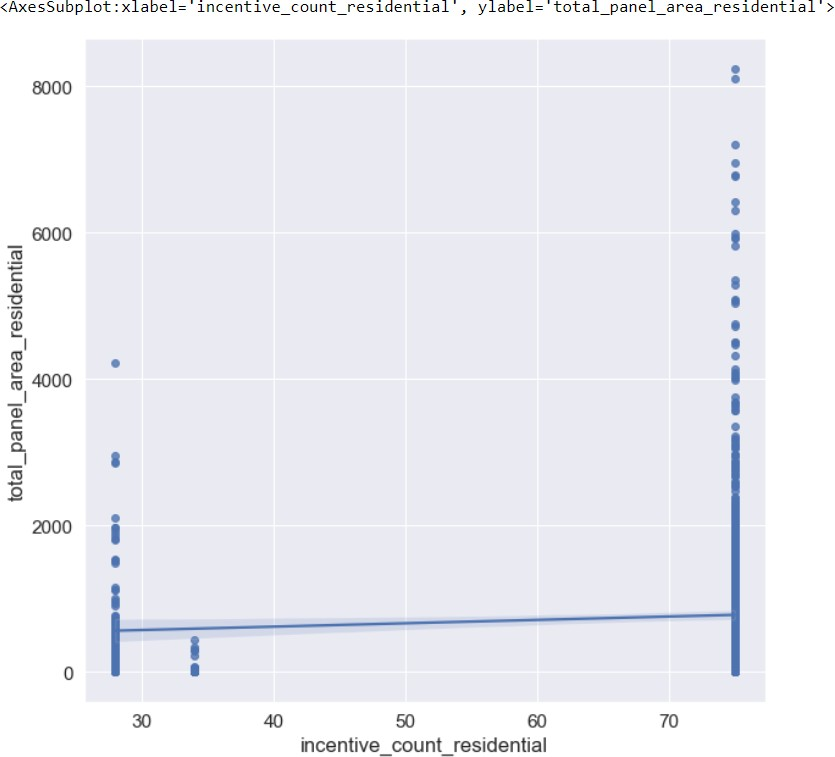 <AxesSubplot:xlabel='incentive_count_residential', ylabel='total_panel_area_residential'>
total_panel_area_residential
8000
6000
4000
2000
0
30 40 50 60 70
incentive_count_residential